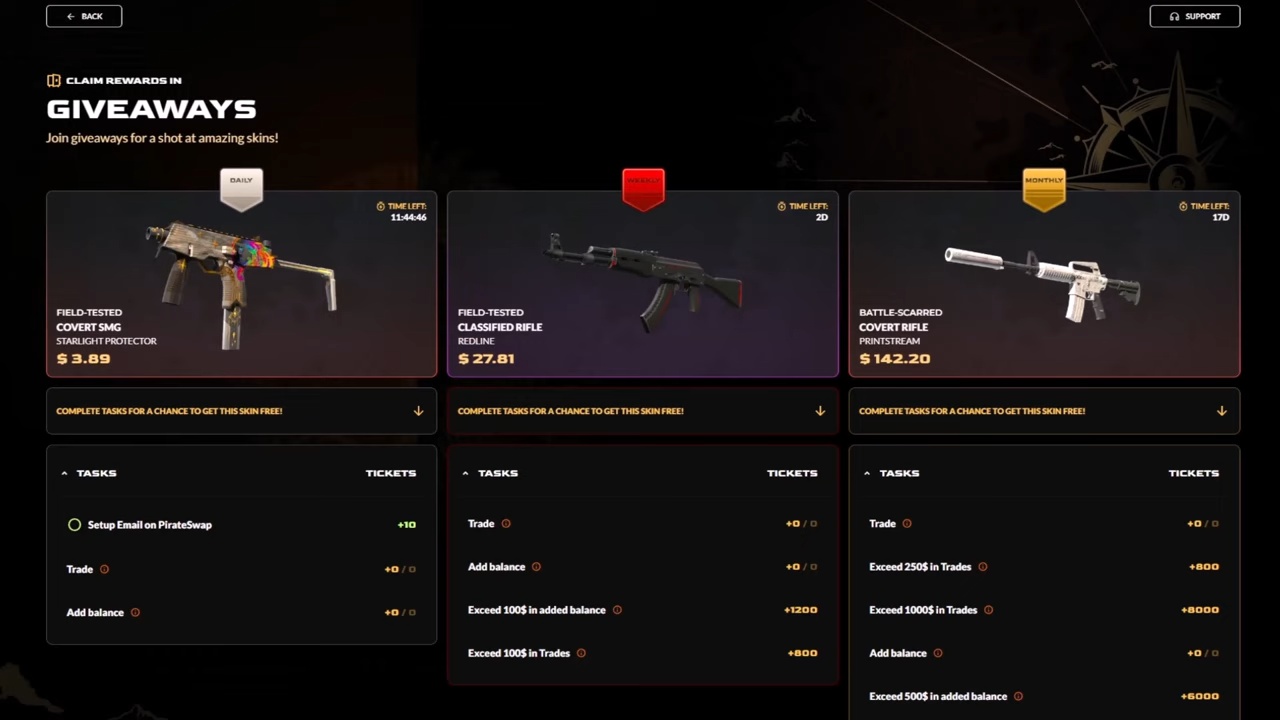 BACK
SUPPORT
CLAIM REWARDS IN
GIVEAWAYS
Join giveaways for a shot at amazing skins!
DAILY
TIME LEFT:
11:44:46
FIELD-TESTED
COVERT SMG
STARLIGHT PROTECTOR
$ 3.89
WEEKLY
TIME LEFT:
2D
FIELD-TESTED
CLASSIFIED RIFLE
REDLINE
$ 27.81
MONTHLY
TIME LEFT:
17D
BATTLE-SCARRED
COVERT RIFLE
PRINTSTREAM
$ 142.20
COMPLETE TASKS FOR A CHANCE TO GET THIS SKIN FREE!
COMPLETE TASKS FOR A CHANCE TO GET THIS SKIN FREE!
COMPLETE TASKS FOR A CHANCE TO GET THIS SKIN FREE!
TASKS TICKETS
Setup Email on PirateSwap +10
Trade +0 / 0
Add balance +0 / 0
TASKS TICKETS
Trade +0 / 0
Add balance +0 / 0
Exceed 100$ in added balance +1200
Exceed 100$ in Trades +800
TASKS TICKETS
Trade +0 / 0
Exceed 250$ in Trades +800
Exceed 1000$ in Trades +8000
Add balance +0 / 0
Exceed 500$ in added balance +6000